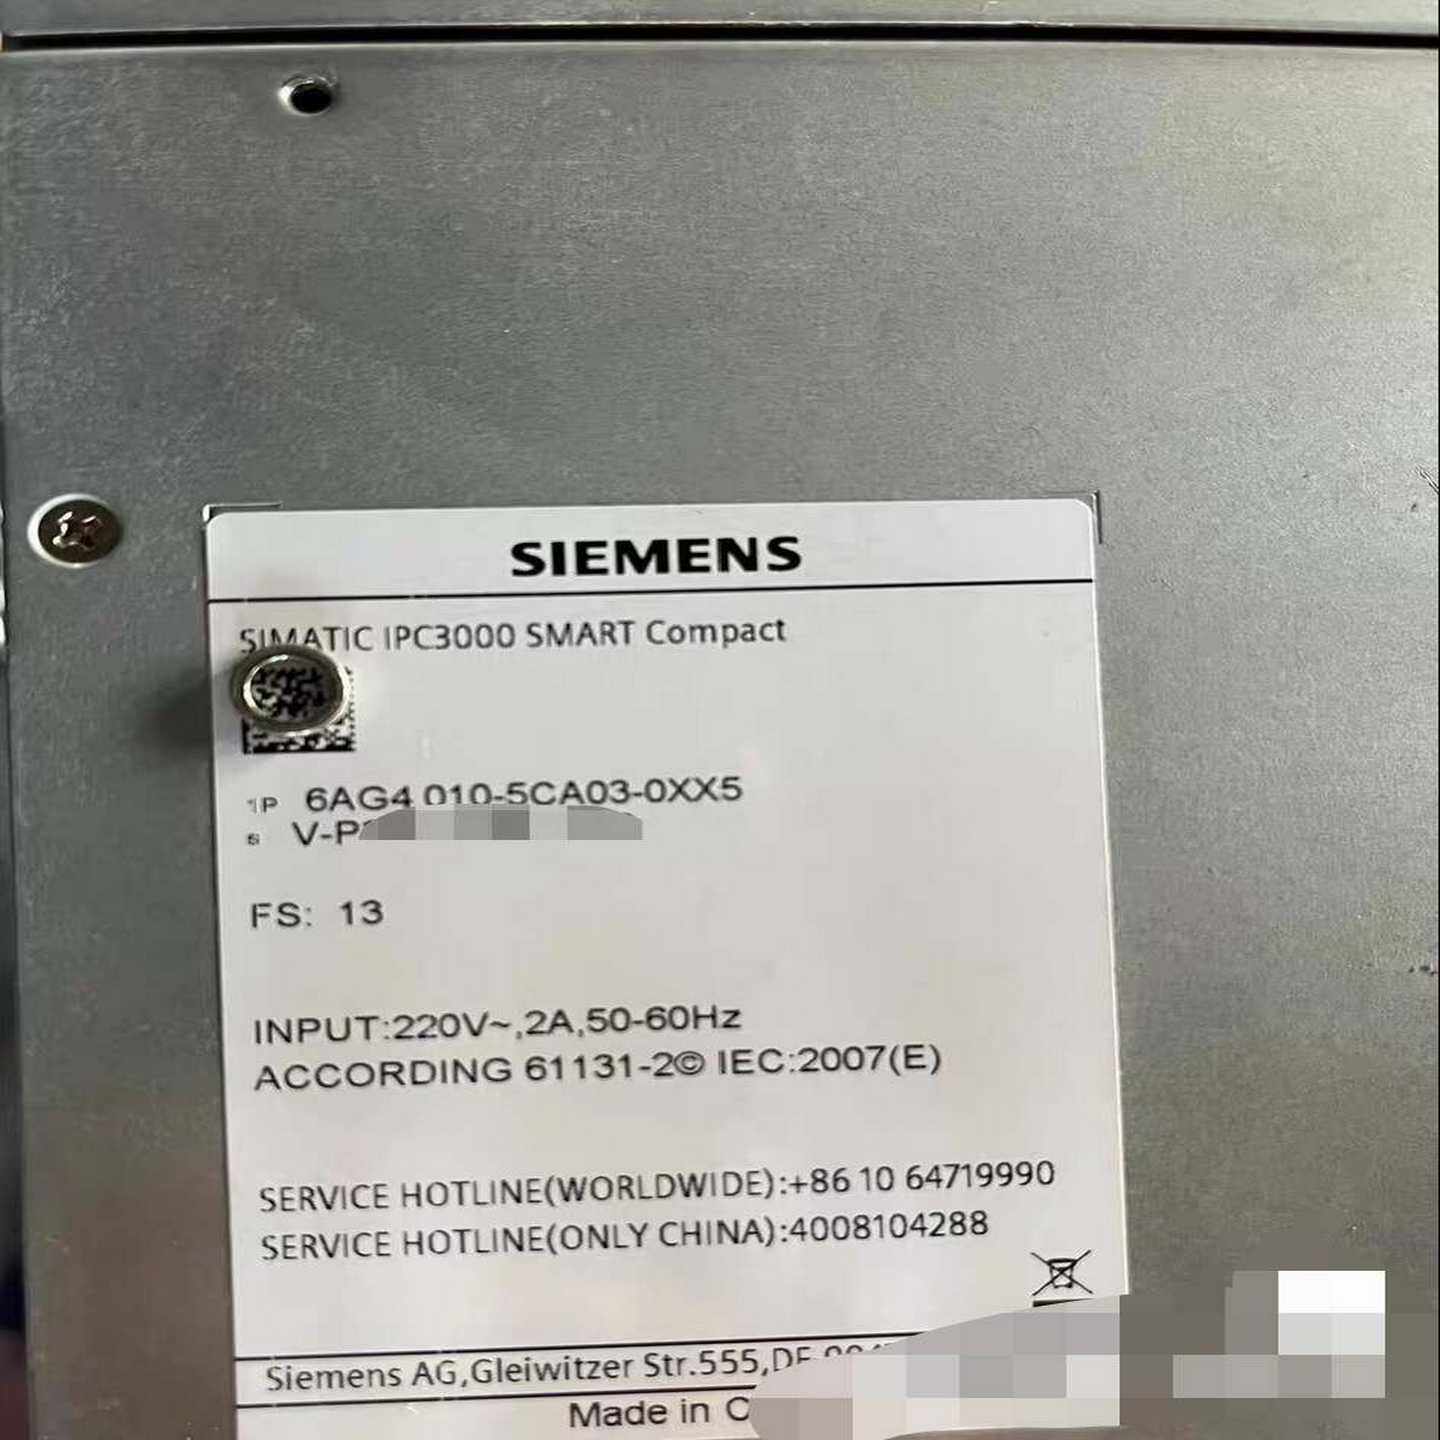 SIEMENS
SIMATIC IPC3000 SMART Compact
1P 6AG4 010-5CA03-0XX5
FS: 13
INPUT:220V~,2A,50-60Hz
ACCORDING 61131-2© IEC:2007(E)
SERVICE HOTLINE(WORLDWIDE):+86 10 64719990
SERVICE HOTLINE(ONLY CHINA):4008104288
Siemens AG,Gleiwitzer Str.555,
Made in